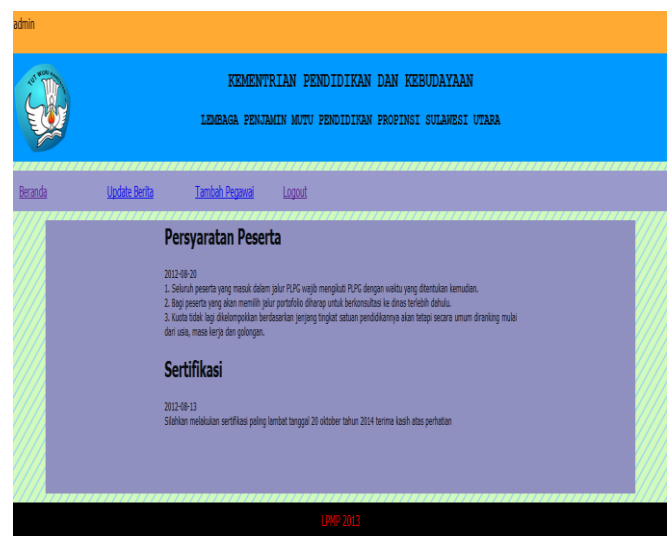 admin
TUT WURI HANDAYANI
KEMENTRIAN PENDIDIKAN DAN KEBUDAYAAN
LEMBAGA PENJAMIN MUTU PENDIDIKAN PROPINSI SULAWESI UTARA
Beranda Update Berita Tambah Pegawai Logout
Persyaratan Peserta
2012-08-20
1. Seluruh peserta yang masuk dalam jalur PLPG wajib mengikuti PLPG dengan waktu yang ditentukan kemudian.
2. Bagi peserta yang akan memilih jalur portofolio diharap untuk berkonsultasi ke dinas terlebih dahulu.
3. Kuota tidak lagi dikelompokkan berdasarkan jenjang tingkat satuan pendidikannya akan tetapi secara umum diranking mulai
dari usia, masa kerja dan golongan.
Sertifikasi
2012-08-13
Silahkan melakukan sertifikasi paling lambat tanggal 20 oktober tahun 2014 terima kasih atas perhatian
LPMP 2013